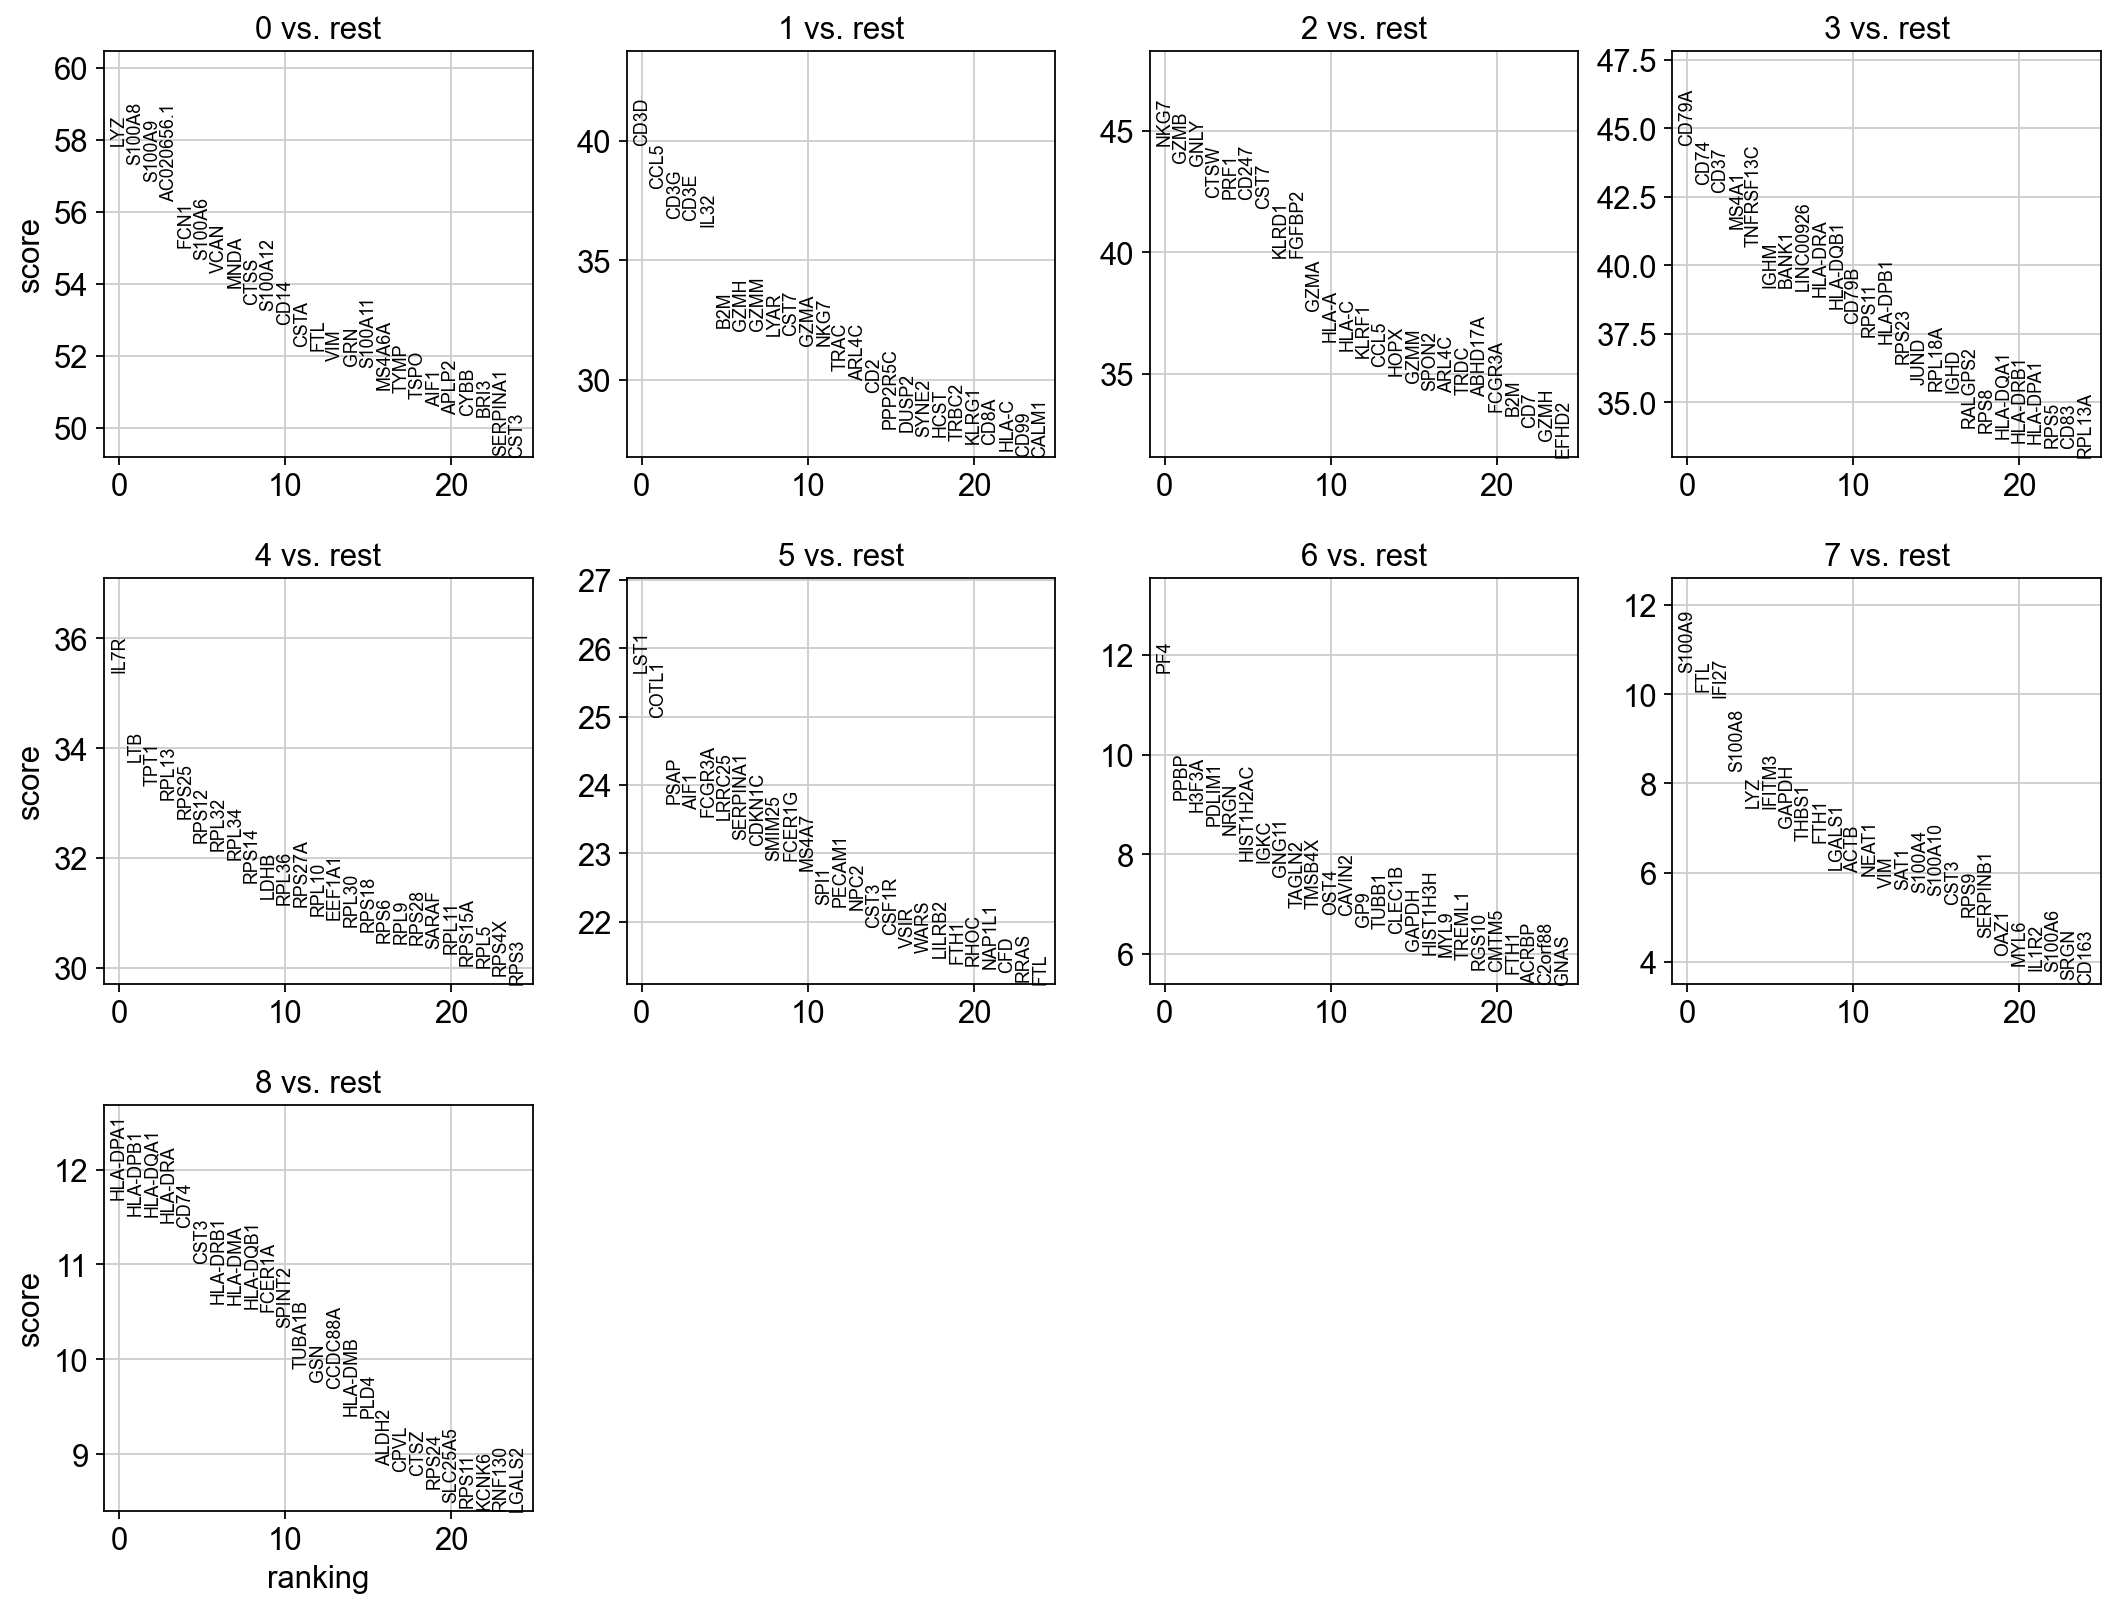 0 vs. rest
1 vs. rest
2 vs. rest
3 vs. rest
score
60
58
56
54
52
50
0
10
20
LYZ
S100A8
S100A9
AC020656.1
FCN1
S100A6
VCAN
MNDA
CTSS
S100A12
CD14
CSTA
FTL
VIM
GRN
S100A11
MS4A6A
TYMP
TSPO
AIF1
APLP2
CYBB
BRI3
SERPINA1
CST3
40
35
30
0
10
20
CD3D
CCL5
CD3G
CD3E
IL32
B2M
GZMH
GZMM
LYAR
CST7
GZMA
NKG7
TRAC
ARL4C
CD2
PPP2R5C
DUSP2
SYNE2
HCST
TRBC2
KLRG1
CD8A
HLA-C
CD99
CALM1
45
40
35
0
10
20
NKG7
GZMB
GNLY
CTSW
PRF1
CD247
CST7
KLRD1
FGFBP2
GZMA
HLA-A
HLA-C
KLRF1
CCL5
HOPX
GZMM
SPON2
ARL4C
TRDC
ABHD17A
FCGR3A
B2M
CD7
GZMH
EFHD2
47.5
45.0
42.5
40.0
37.5
35.0
0
10
20
CD79A
CD74
CD37
MS4A1
TNFRSF13C
IGHM
BANK1
LINC00926
HLA-DRA
HLA-DQB1
CD79B
RPS11
HLA-DPB1
RPS23
JUND
RPL18A
IGHD
RALGPS2
RPS8
HLA-DQA1
HLA-DRB1
HLA-DPA1
RPS5
CD83
RPL13A
4 vs. rest
5 vs. rest
6 vs. rest
7 vs. rest
score
36
34
32
30
0
10
20
IL7R
LTB
TPT1
RPL13
RPS25
RPS12
RPL32
RPL34
RPS14
LDHB
RPL36
RPS27A
RPL10
EEF1A1
RPL30
RPS18
RPS6
RPL9
RPS28
SARAF
RPL11
RPS15A
RPL5
RPS4X
RPS3
27
26
25
24
23
22
0
10
20
LST1
COTL1
PSAP
AIF1
FCGR3A
LRRC25
SERPINA1
CDKN1C
SMIM25
FCER1G
MS4A7
SPI1
PECAM1
NPC2
CST3
CSF1R
VSIR
WARS
LILRB2
FTH1
RHOC
NAP1L1
CFD
RRAS
FTL
12
10
8
6
0
10
20
PF4
PPBP
H3F3A
PDLIM1
NRGN
HIST1H2AC
IGKC
GNG11
TAGLN2
TMSB4X
OST4
CAVIN2
GP9
TUBB1
CLEC1B
GAPDH
HIST1H3H
MYL9
TREML1
RGS10
CMTM5
FTH1
ACRBP
C2orf88
GNAS
12
10
8
6
4
0
10
20
S100A9
FTL
IFI27
S100A8
LYZ
IFITM3
GAPDH
THBS1
FTH1
LGALS1
ACTB
NEAT1
VIM
SAT1
S100A4
S100A10
CST3
RPS9
SERPINB1
OAZ1
MYL6
IL1R2
S100A6
SRGN
CD163
8 vs. rest
score
12
11
10
9
0
10
20
ranking
HLA-DPA1
HLA-DPB1
HLA-DQA1
HLA-DRA
CD74
CST3
HLA-DRB1
HLA-DMA
HLA-DQB1
FCER1A
SPINT2
TUBA1B
GSN
CCDC88A
HLA-DMB
PLD4
ALDH2
CPVL
CTSZ
RPS24
SLC25A5
RPS11
KCNK6
RNF130
LGALS2